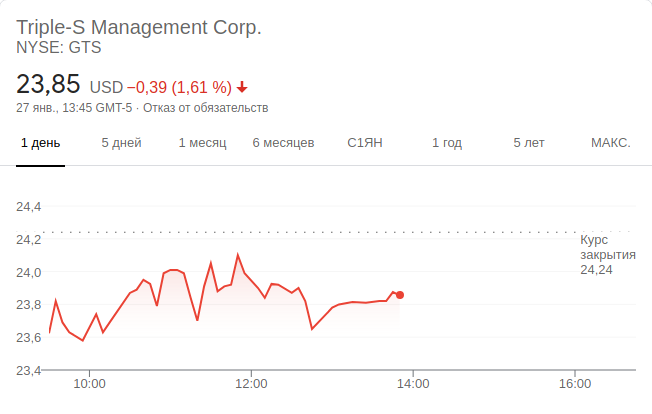 Triple-S Management Corp.
NYSE: GTS
23,85 USD −0,39 (1,61 %)
27 янв., 13:45 GMT-5 · Отказ от обязательств
1 день 5 дней 1 месяц 6 месяцев С1ЯН 1 год 5 лет МАКС.
24,4
24,2
Курс
закрытия
24,24
24,0
23,8
23,6
23,4
10:00 12:00 14:00 16:00